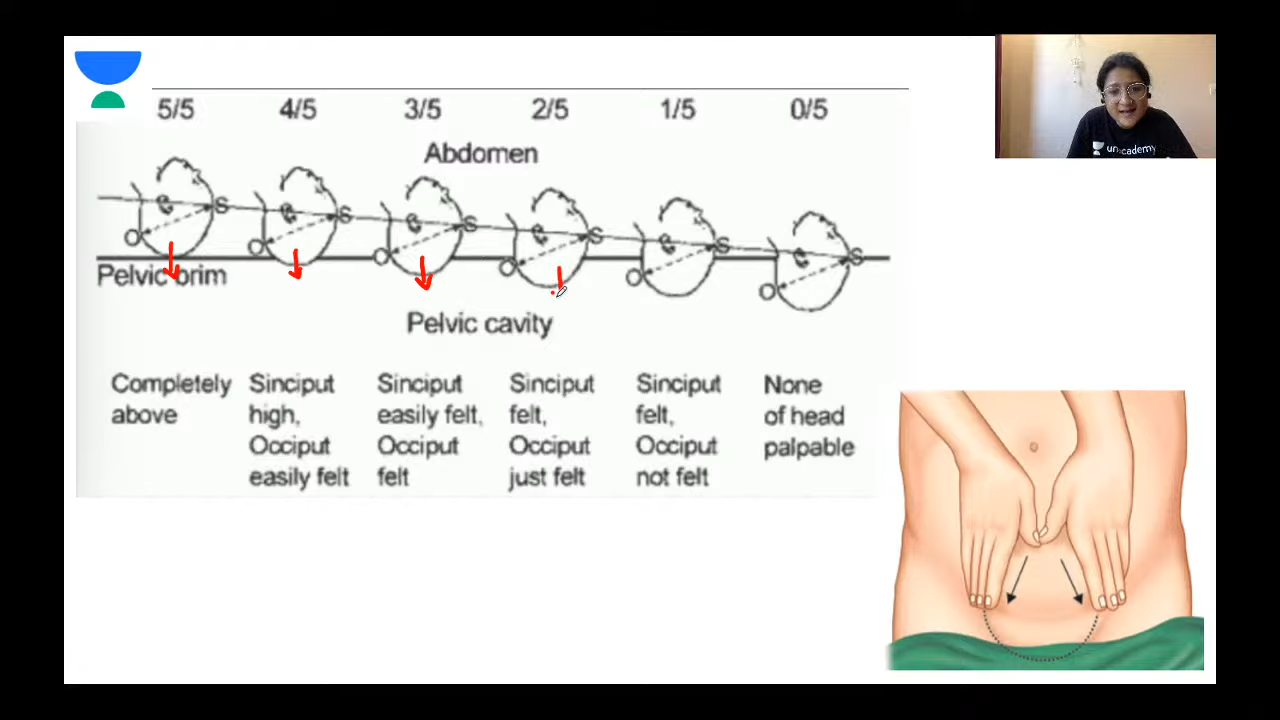 5/5 4/5 3/5 2/5 1/5 0/5
Abdomen
S S S S S S
O O O O O O
Pelvic brim
Pelvic cavity
Completely
above
Sinciput
high,
Occiput
easily felt
Sinciput
easily felt,
Occiput
felt
Sinciput
felt,
Occiput
just felt
Sinciput
felt,
Occiput
not felt
None
of head
palpable
unacademy